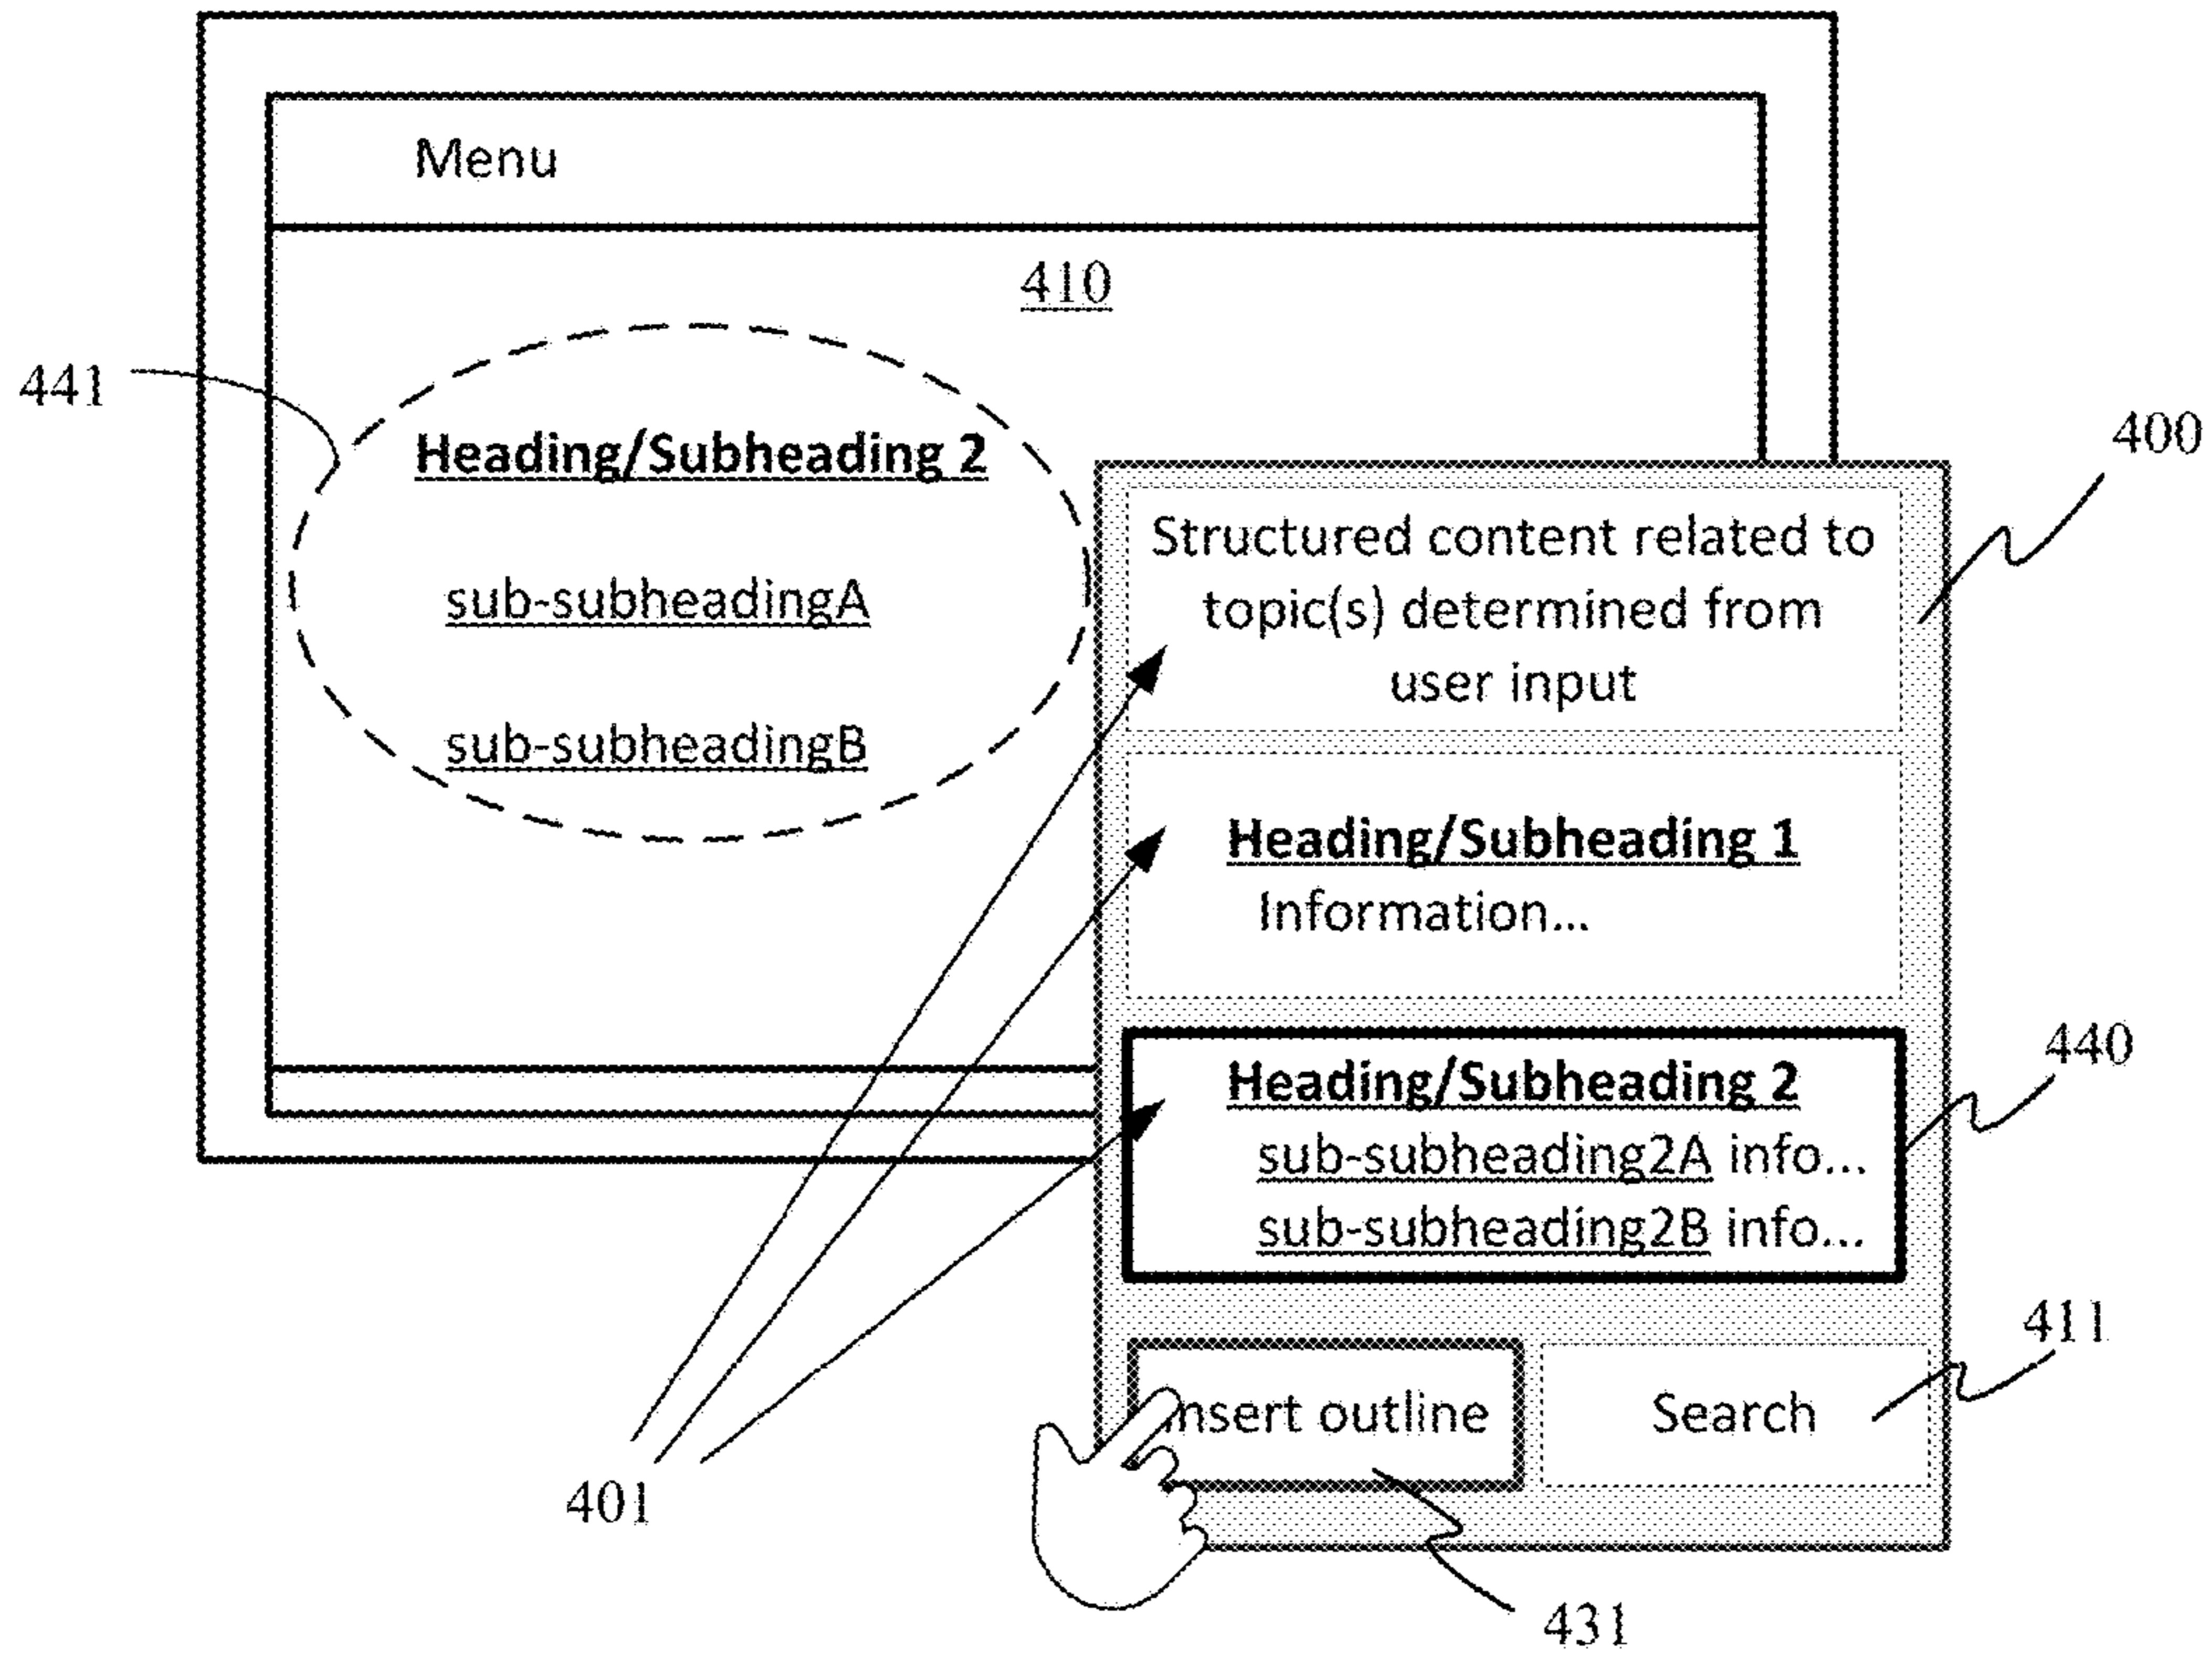 Menu
410
441
Heading/Subheading 2
sub-subheadingA
sub-subheadingB
400
Structured content related to
topic(s) determined from
user input
Heading/Subheading 1
Information...
440
Heading/Subheading 2
sub-subheading2A info...
sub-subheading2B info...
411
Insert outline
Search
401
431